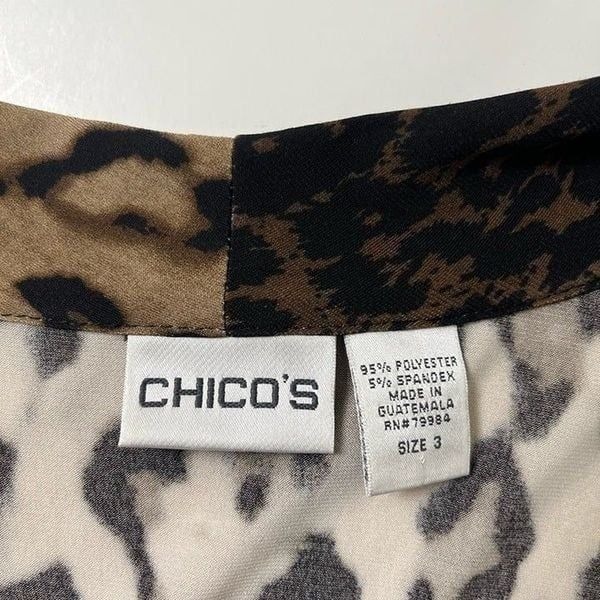 CHICO'S
95% POLYESTER
5% SPANDEX
MADE IN
GUATEMALA
RN#79984
SIZE 3